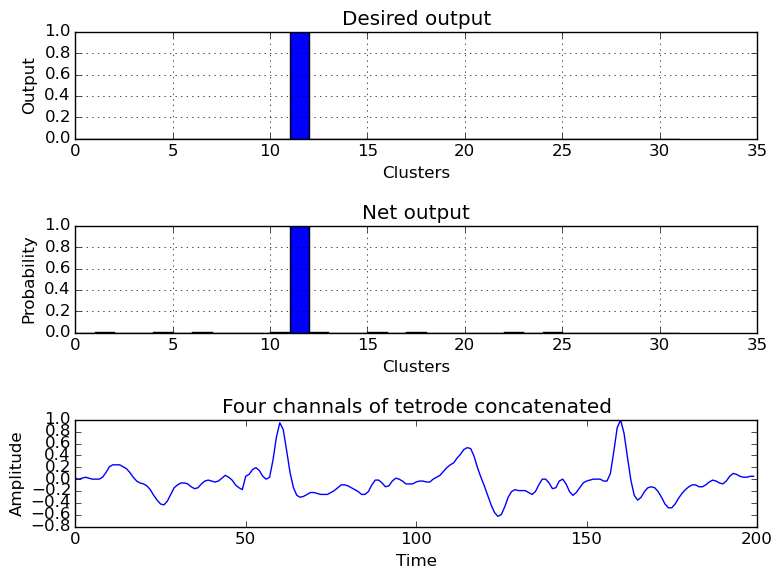 Desired output
1.0
0.8
0.6
0.4
0.2
0.0
Output
0 5 10 15 20 25 30 35
Clusters
Net output
1.0
0.8
0.6
0.4
0.2
0.0
Probability
0 5 10 15 20 25 30 35
Clusters
Four channals of tetrode concatenated
1.0
0.8
0.6
0.4
0.2
0.0
−0.2
−0.4
−0.6
−0.8
Amplitude
0 50 100 150 200
Time